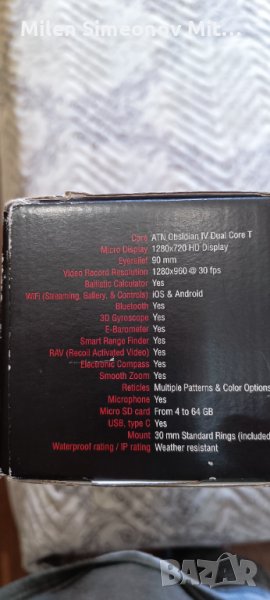 Milen Simeonov Mit...
Core ATN Obsidian IV Dual Core T
Micro Display 1280x720 HD Display
Eyerelief 90 mm
Video Record Resolution 1280x960 @ 30 fps
Ballistic Calculator Yes
WiFi (Streaming, Gallery, & Controls) iOS & Android
Bluetooth Yes
3D Gyroscope Yes
E-Barometer Yes
Smart Range Finder Yes
RAV (Recoil Activated Video) Yes
Electronic Compass Yes
Smooth Zoom Yes
Reticles Multiple Patterns & Color Options
Microphone Yes
Micro SD card From 4 to 64 GB
USB, type C Yes
Mount 30 mm Standard Rings (included
Waterproof rating / IP rating Weather resistant
BAZAR
bg